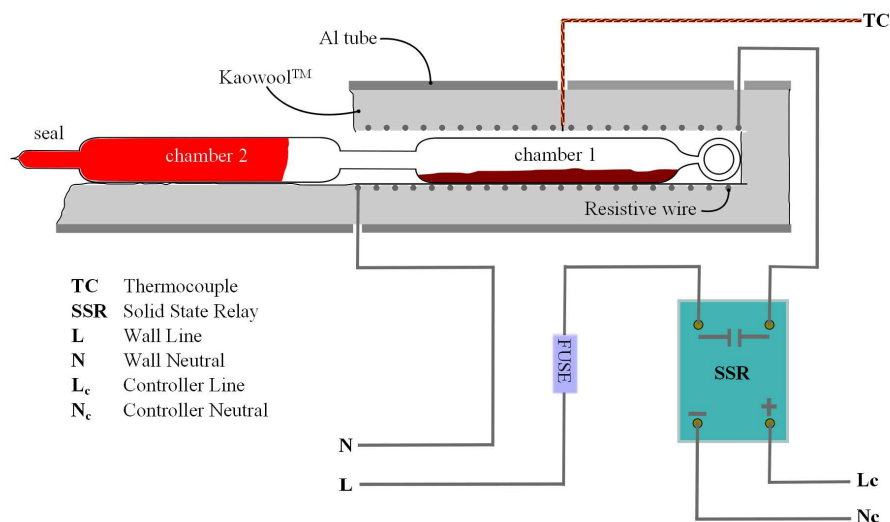 TC
Al tube
Kaowool™
seal
chamber 2
chamber 1
Resistive wire
TC Thermocouple
SSR Solid State Relay
L Wall Line
N Wall Neutral
Lc Controller Line
Nc Controller Neutral
FUSE
SSR
– +
N
L
Lc
Nc